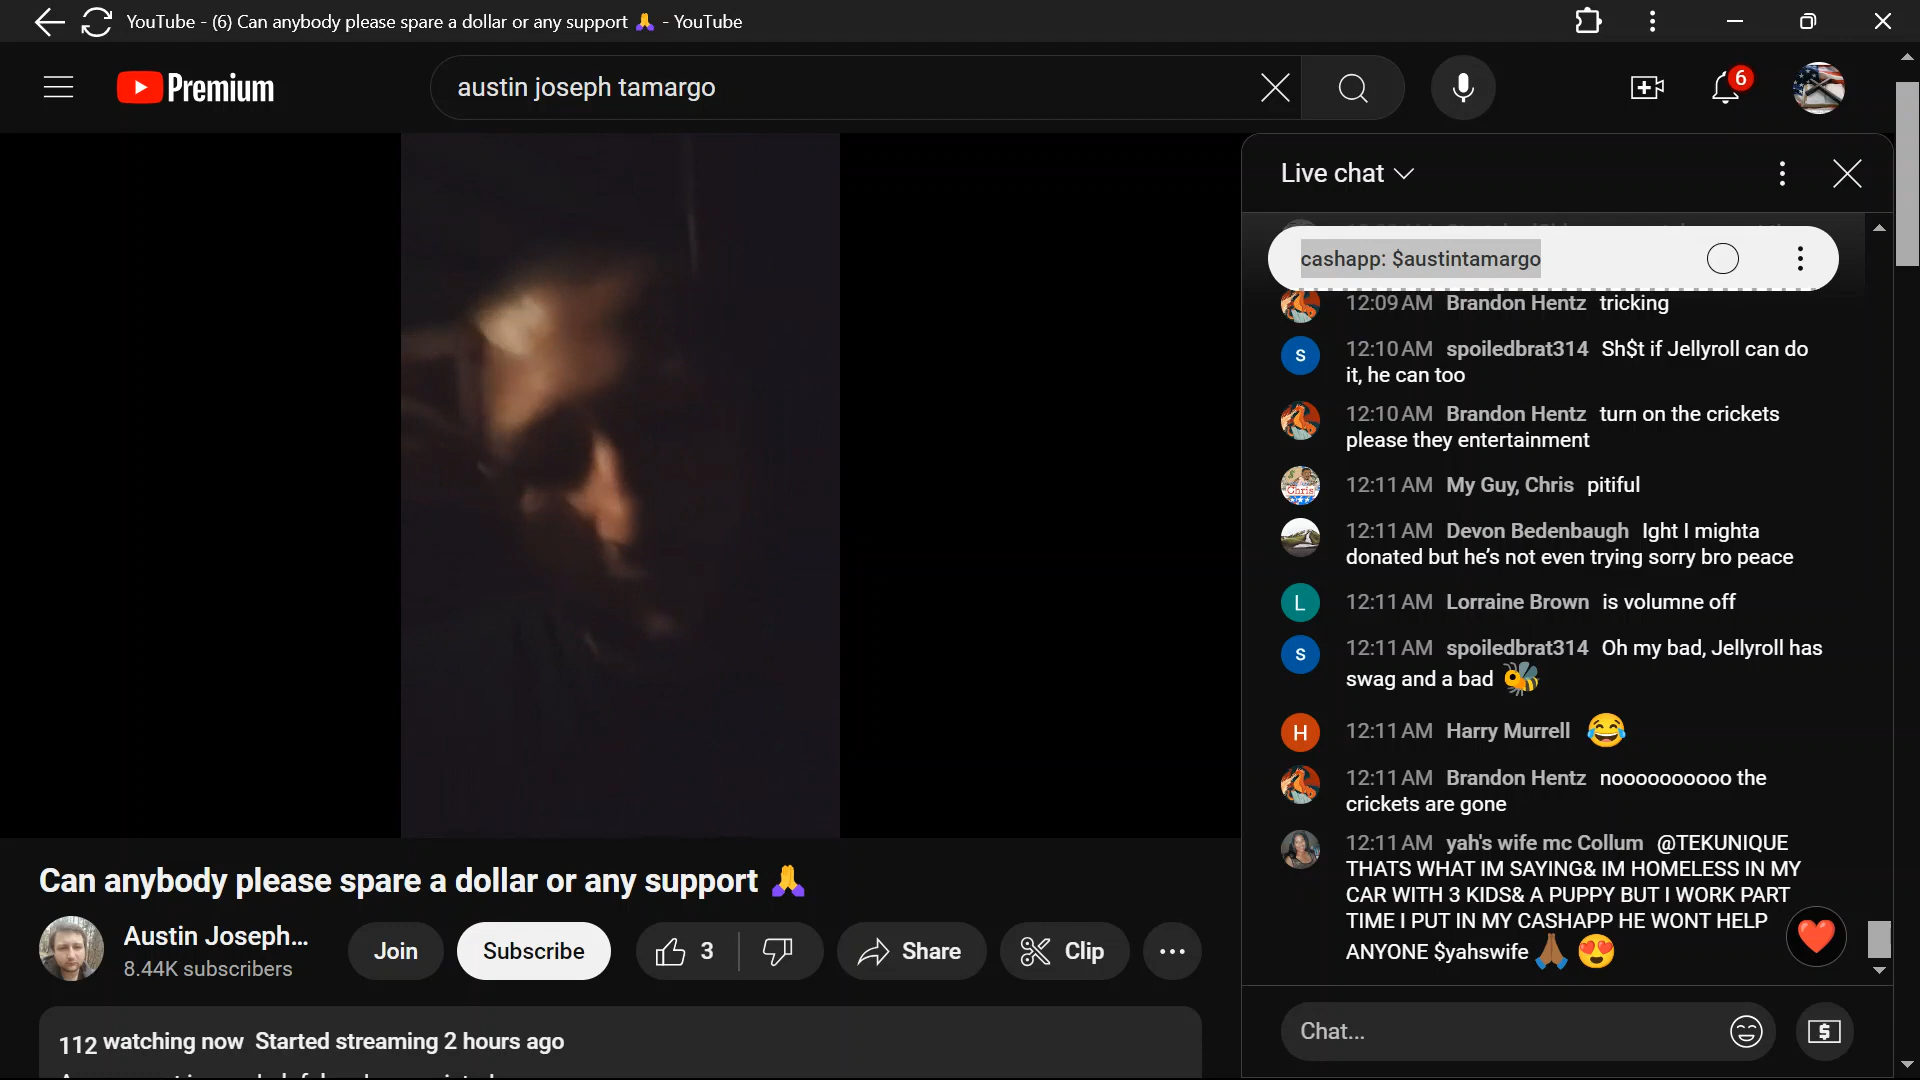 YouTube - (6) Can anybody please spare a dollar or any support 🙏 - YouTube
Premium
austin joseph tamargo
6
Live chat
cashapp: $austintamargo
12:09 AM Brandon Hentz tricking
S
12:10 AM spoiledbrat314 Sh$t if Jellyroll can do
it, he can too
12:10 AM Brandon Hentz turn on the crickets
please they entertainment
Chris
12:11 AM My Guy, Chris pitiful
12:11 AM Devon Bedenbaugh Ight I mighta
donated but he's not even trying sorry bro peace
L
12:11 AM Lorraine Brown is volumne off
S
12:11 AM spoiledbrat314 Oh my bad, Jellyroll has
swag and a bad 🐝
H
12:11 AM Harry Murrell 😂
12:11 AM Brandon Hentz noooooooooo the
crickets are gone
12:11 AM yah's wife mc Collum @TEKUNIQUE
THATS WHAT IM SAYING& IM HOMELESS IN MY
CAR WITH 3 KIDS& A PUPPY BUT I WORK PART
TIME I PUT IN MY CASHAPP HE WONT HELP
ANYONE $yahswife 🙏🏾 😍
Chat...
Can anybody please spare a dollar or any support 🙏
Austin Joseph...
8.44K subscribers
Join
Subscribe
3
Share
Clip
112 watching now Started streaming 2 hours ago